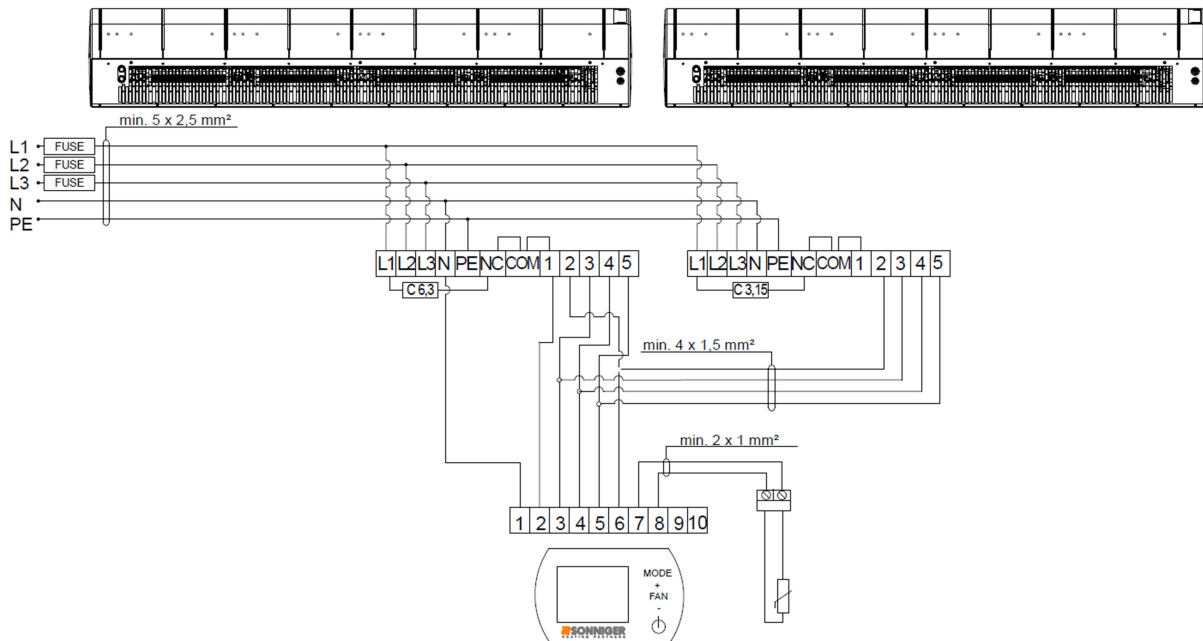 min. 5 x 2,5 mm²
L1 FUSE
L2 FUSE
L3 FUSE
N
PE
L1 L2 L3 N PE NC COM 1 2 3 4 5
L1 L2 L3 N PE NC COM 1 2 3 4 5
C 6,3
C 3,15
min. 4 x 1,5 mm²
min. 2 x 1 mm²
1 2 3 4 5 6 7 8 9 10
MODE
+
FAN
-
SONNIGER
HEATING PARTNERS